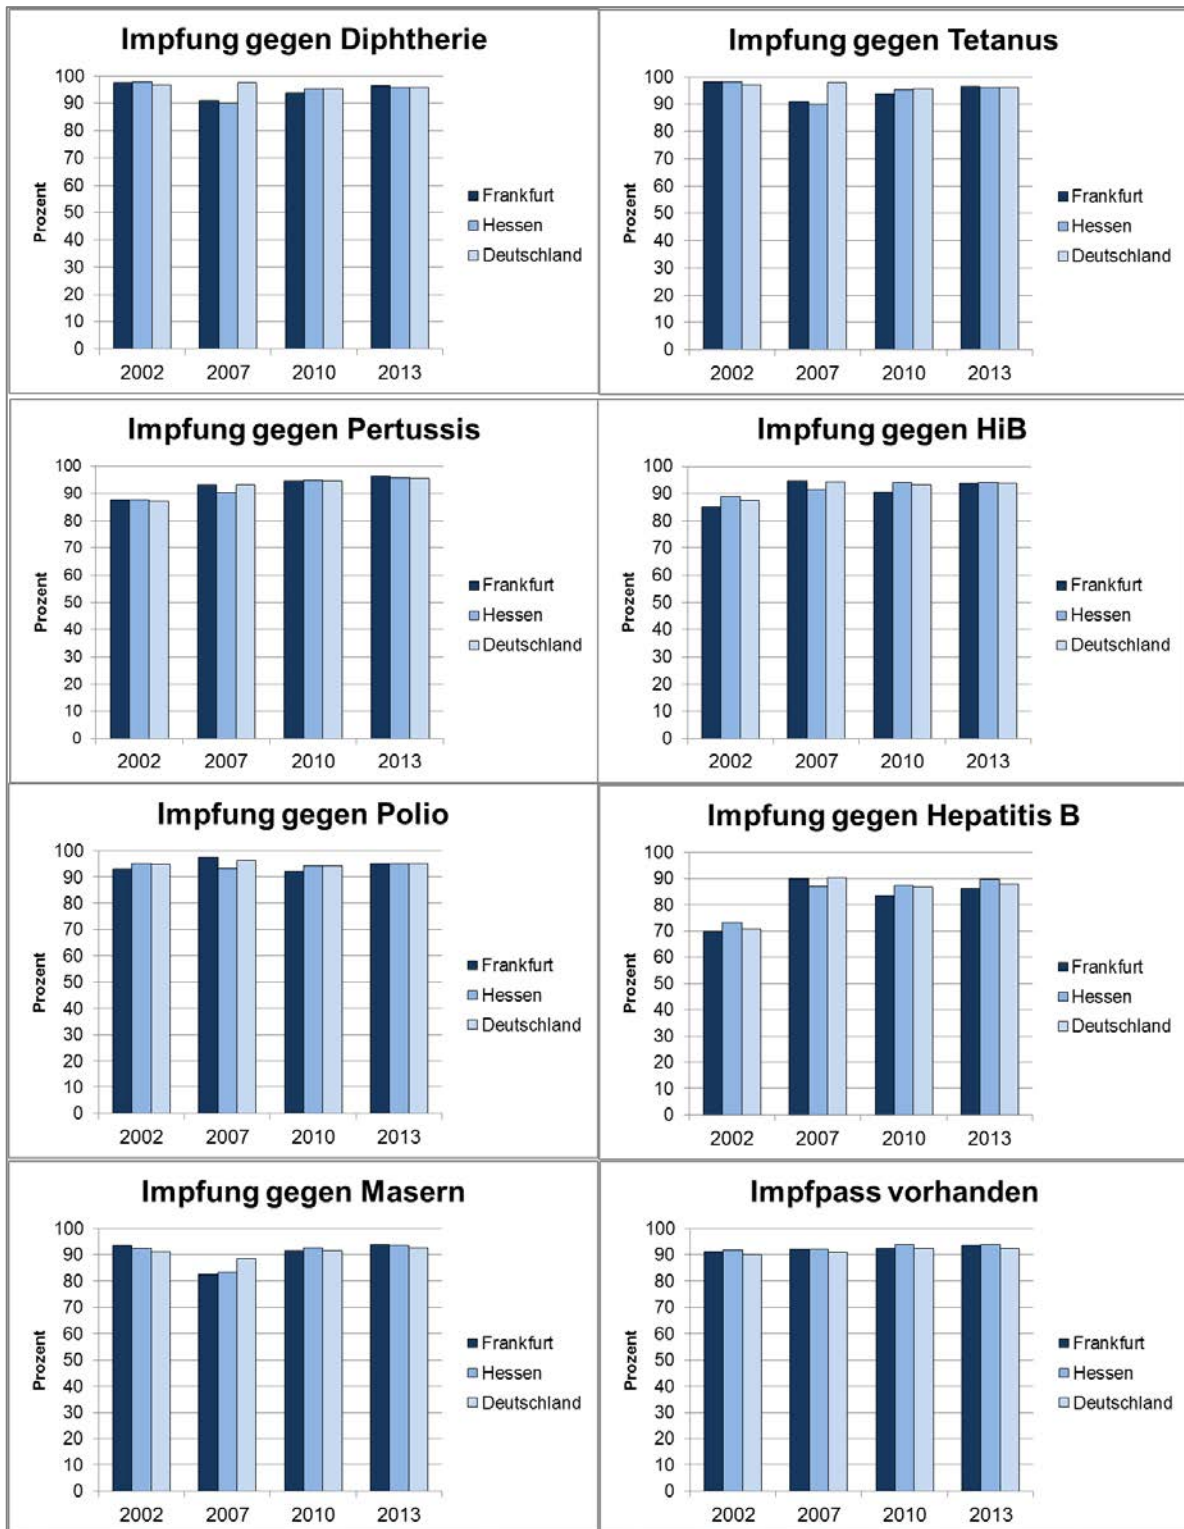 Impfung gegen Diphtherie
100
90
80
70
60
50
40
30
20
10
0
Prozent
2002 2007 2010 2013
Frankfurt
Hessen
Deutschland
Impfung gegen Tetanus
100
90
80
70
60
50
40
30
20
10
0
Prozent
2002 2007 2010 2013
Frankfurt
Hessen
Deutschland
Impfung gegen Pertussis
100
90
80
70
60
50
40
30
20
10
0
Prozent
2002 2007 2010 2013
Frankfurt
Hessen
Deutschland
Impfung gegen HiB
100
90
80
70
60
50
40
30
20
10
0
Prozent
2002 2007 2010 2013
Frankfurt
Hessen
Deutschland
Impfung gegen Polio
100
90
80
70
60
50
40
30
20
10
0
Prozent
2002 2007 2010 2013
Frankfurt
Hessen
Deutschland
Impfung gegen Hepatitis B
100
90
80
70
60
50
40
30
20
10
0
Prozent
2002 2007 2010 2013
Frankfurt
Hessen
Deutschland
Impfung gegen Masern
100
90
80
70
60
50
40
30
20
10
0
Prozent
2002 2007 2010 2013
Frankfurt
Hessen
Deutschland
Impfpass vorhanden
100
90
80
70
60
50
40
30
20
10
0
Prozent
2002 2007 2010 2013
Frankfurt
Hessen
Deutschland